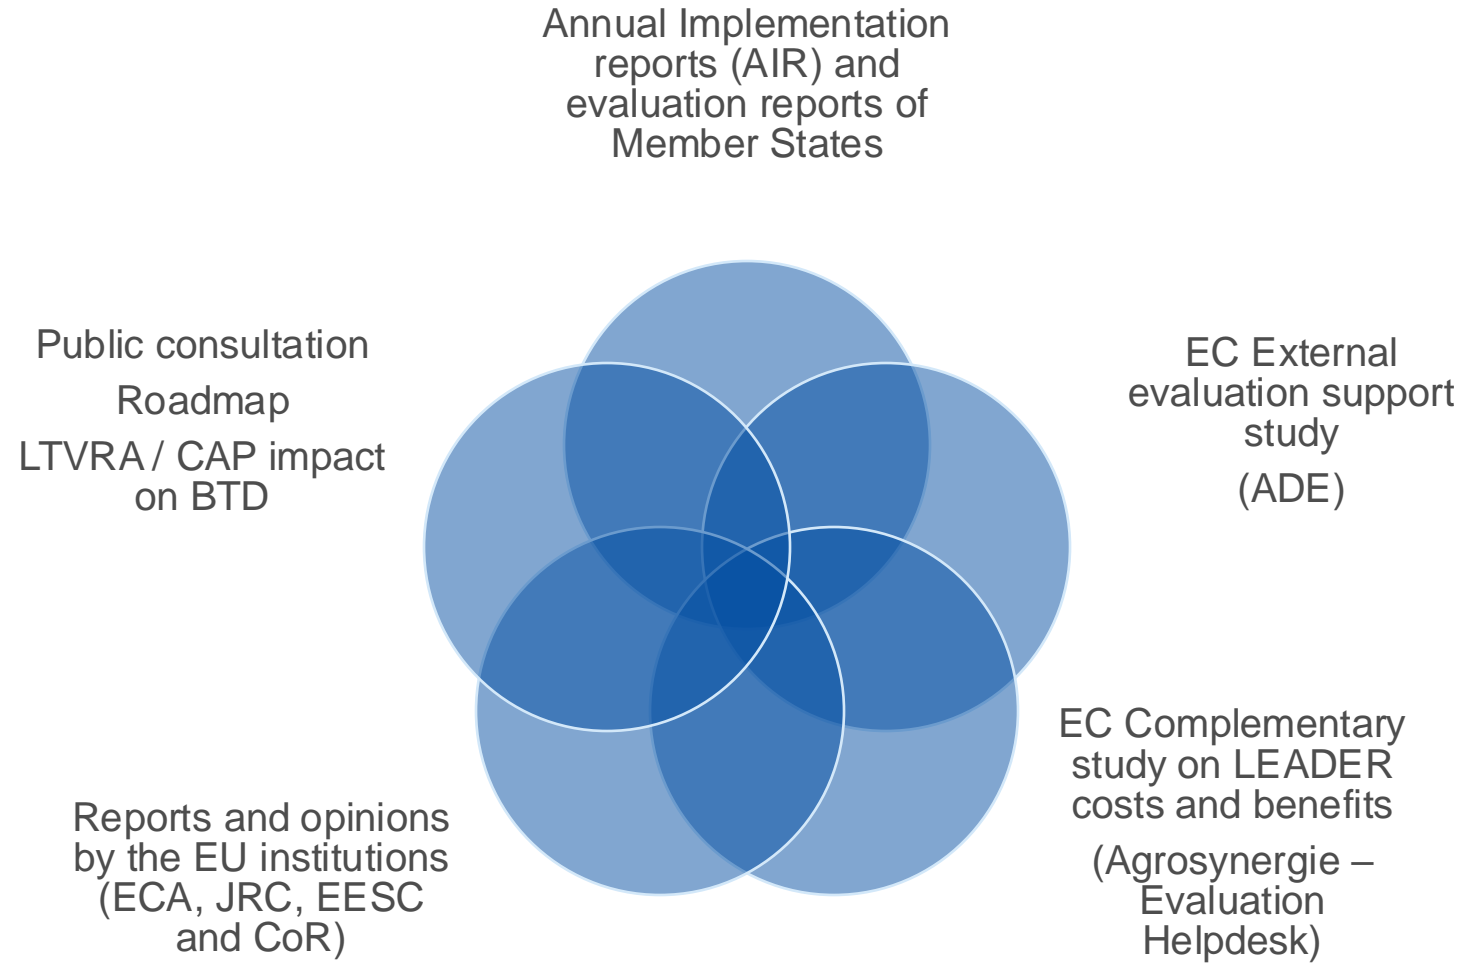 Annual Implementation
reports (AIR) and
evaluation reports of
Member States
Public consultation
Roadmap
LTVRA / CAP impact
on BTD
EC External
evaluation support
study
(ADE)
EC Complementary
study on LEADER
costs and benefits
(Agrosynergie –
Evaluation
Helpdesk)
Reports and opinions
by the EU institutions
(ECA, JRC, EESC
and CoR)